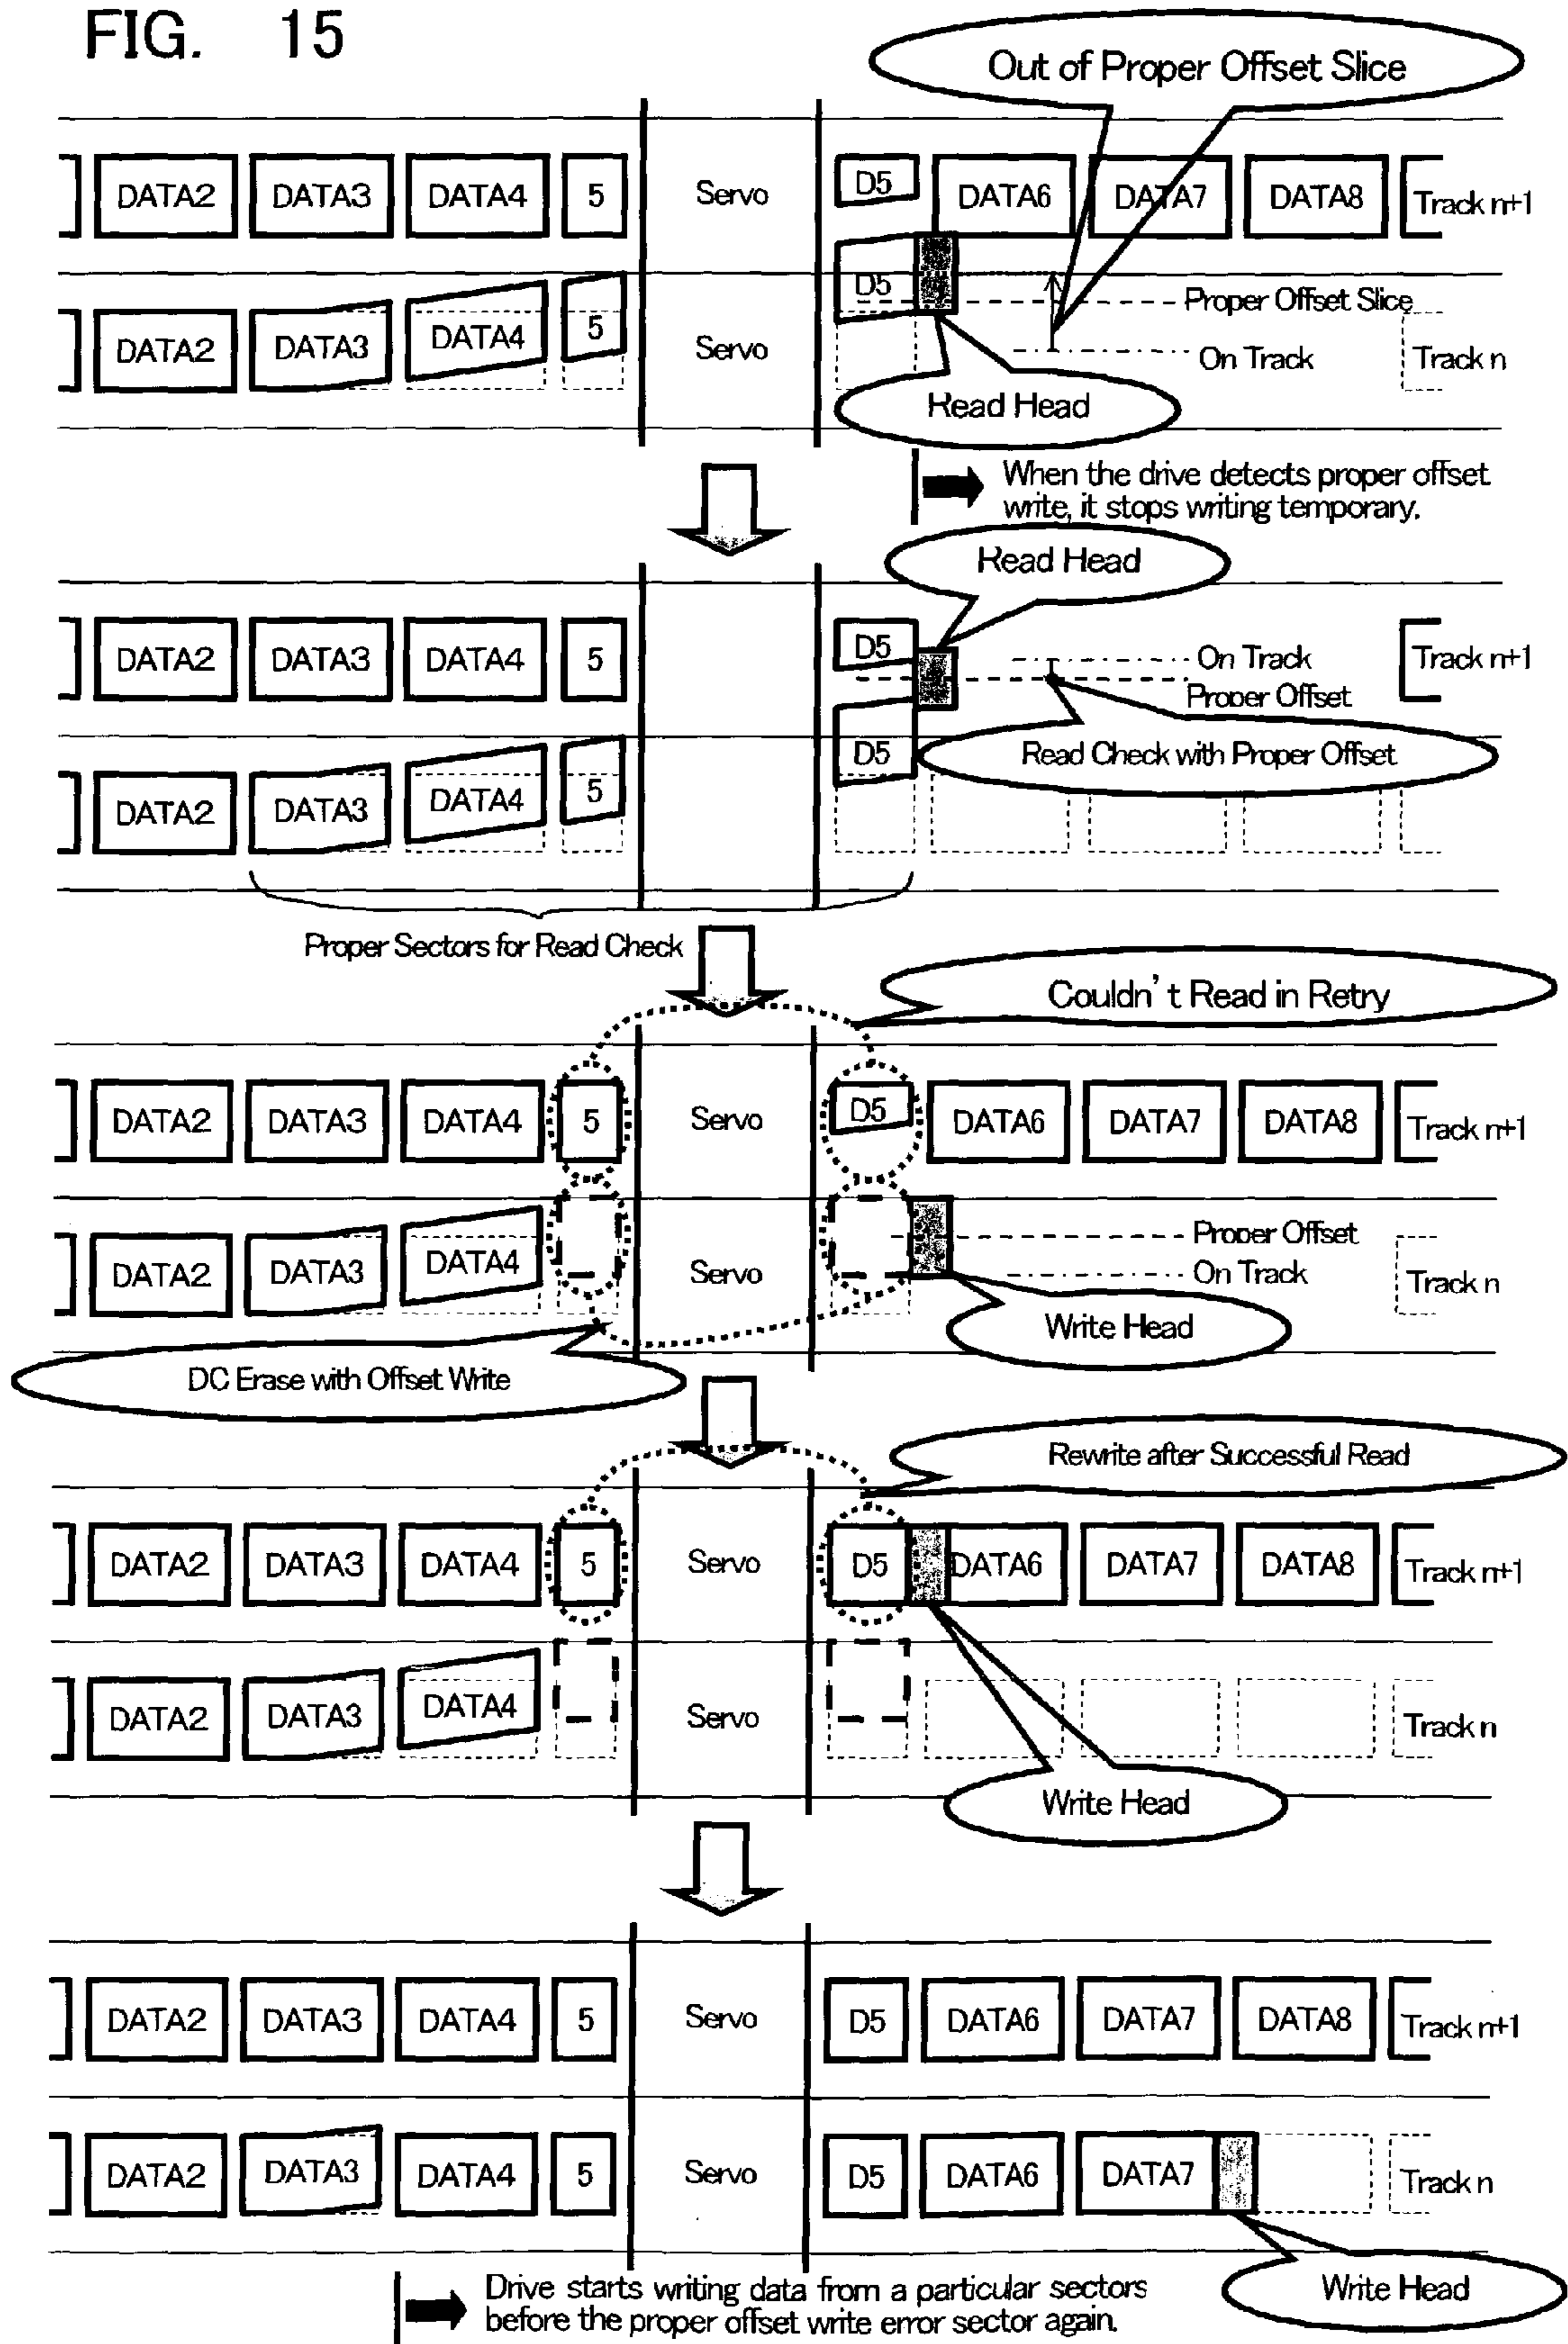 FIG. 15
Out of Proper Offset Slice
DATA2 DATA3 DATA4 5 Servo D5 DATA6 DATA7 DATA8 Track n+1
D5
Proper Offset Slice
DATA2 DATA3 DATA4 5 Servo On Track Track n
Read Head
When the drive detects proper offset
write, it stops writing temporary.
Read Head
DATA2 DATA3 DATA4 5 D5 On Track Track n+1
Proper Offset
DATA2 DATA3 DATA4 5 D5 Read Check with Proper Offset
Proper Sectors for Read Check
Couldn't Read in Retry
DATA2 DATA3 DATA4 5 Servo D5 DATA6 DATA7 DATA8 Track n+1
Proper Offset
DATA2 DATA3 DATA4 Servo On Track Track n
Write Head
DC Erase with Offset Write
Rewrite after Successful Read
DATA2 DATA3 DATA4 5 Servo D5 DATA6 DATA7 DATA8 Track n+1
DATA2 DATA3 DATA4 Servo Track n
Write Head
DATA2 DATA3 DATA4 5 Servo D5 DATA6 DATA7 DATA8 Track n+1
DATA2 DATA3 DATA4 5 Servo D5 DATA6 DATA7 Track n
Write Head
Drive starts writing data from a particular sectors
before the proper offset write error sector again.